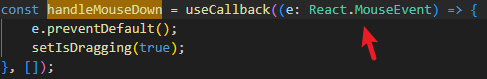 const handleMouseDown = useCallback((e: React.MouseEvent) => {
    e.preventDefault();
    setIsDragging(true);
}, []);